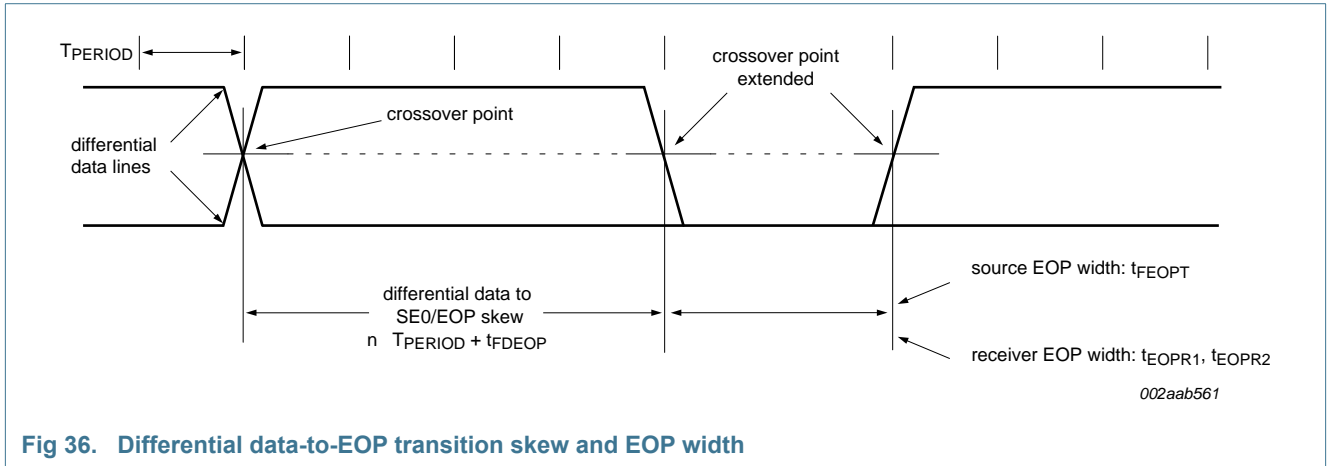 TPERIOD
crossover point
extended
crossover point
differential
data lines
source EOP width: tFEOPT
differential data to
SE0/EOP skew
n TPERIOD + tFDEOP
receiver EOP width: tEOPR1, tEOPR2
002aab561
Fig 36. Differential data-to-EOP transition skew and EOP width